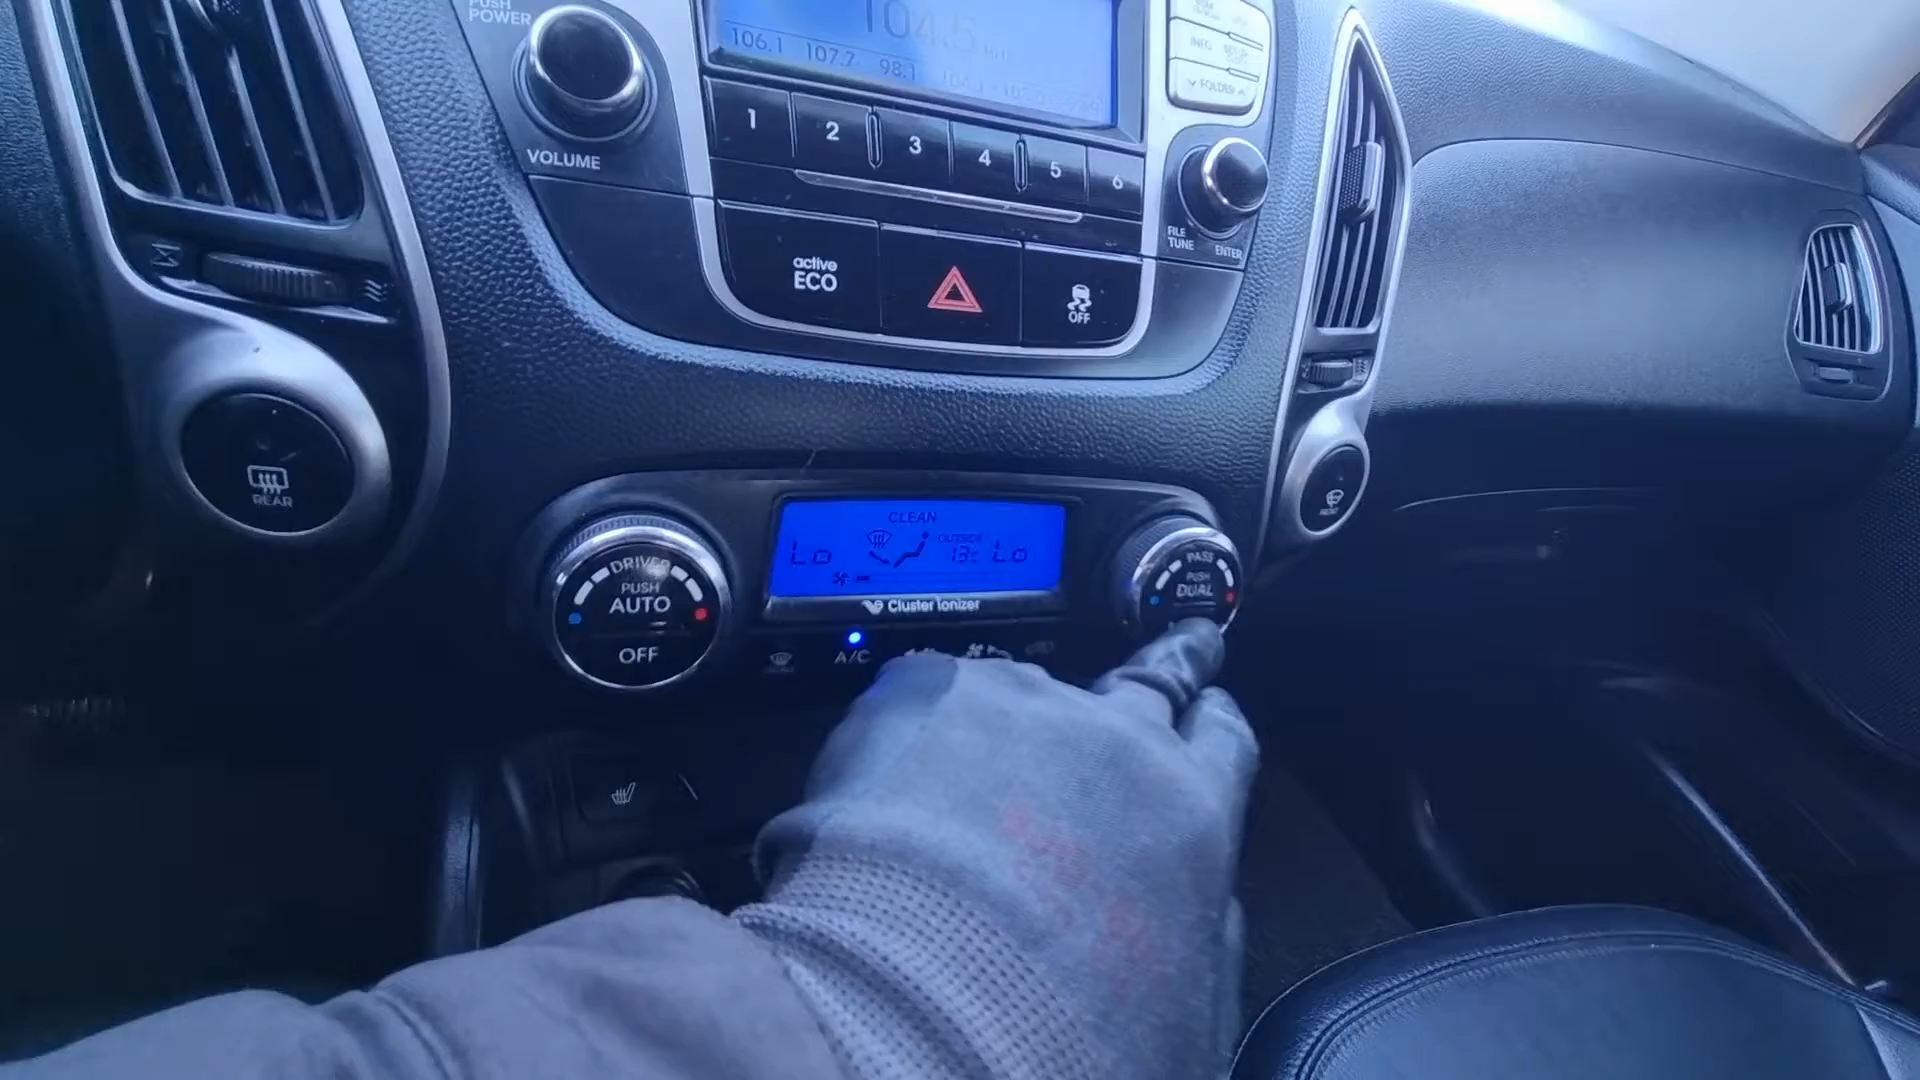 PUSH
POWER
VOLUME
104.5
106.1 107.7 98.1
1 2 3 4 5 6
INFO
FOLDER
FILE
TUNE
ENTER
active
ECO
OFF
REAR
CLEAN
OUTSIDE
Lo 13c Lo
Cluster Ionizer
A/C
DRIVER
PUSH
AUTO
OFF
PASS
PUSH
DUAL